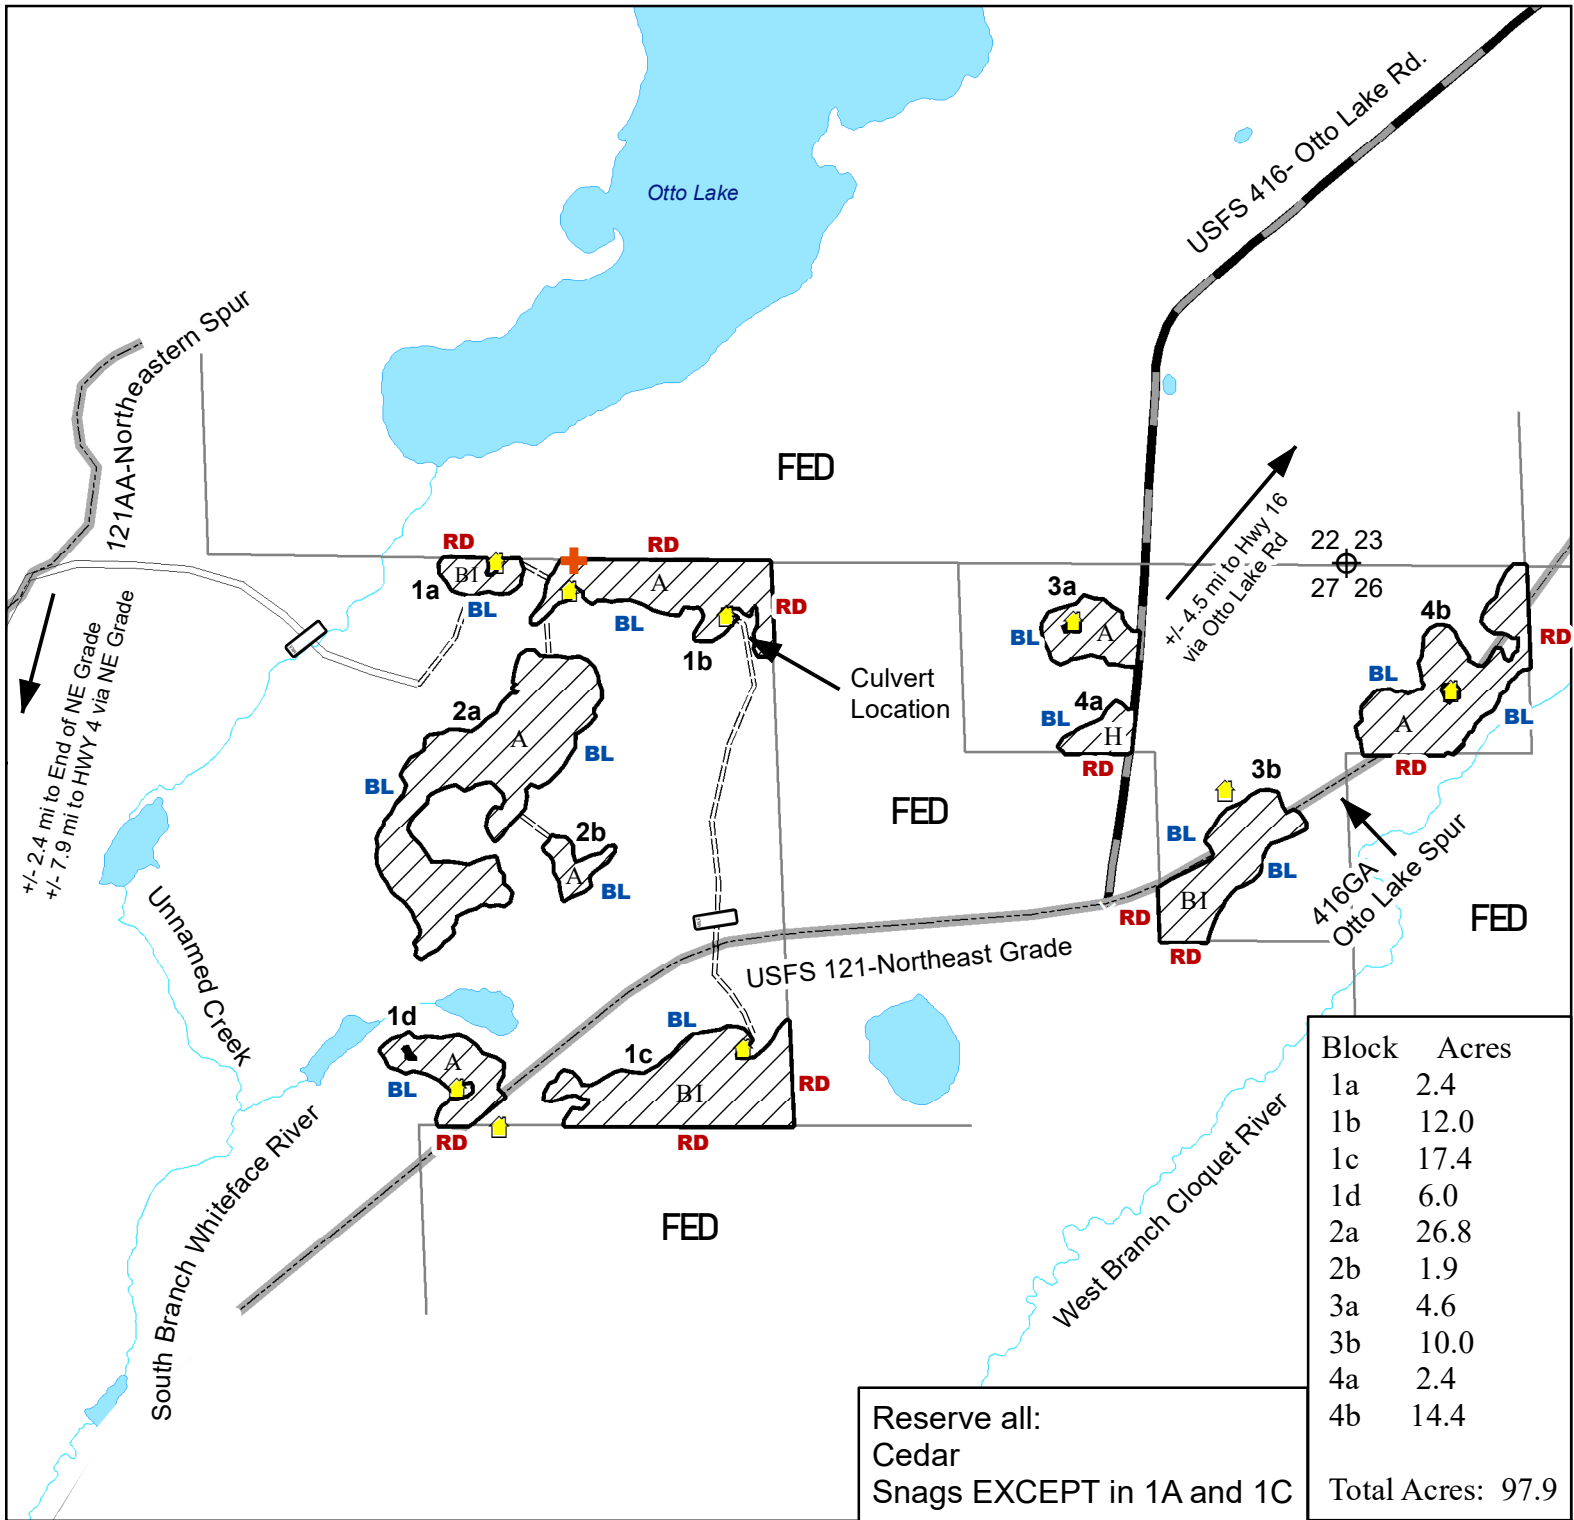 Otto Lake
USFS 416- Otto Lake Rd.
121AA-Northeastern Spur
FED
RD
RD
BI
A
1a
BL
BL
RD
1b
Culvert
Location
+/- 4.5 mi to Hwy 16
via Otto Lake Rd
22 23
27 26
3a
BL
A
4a
BL
H
RD
4b
RD
BL
A
BL
RD
+/- 2.4 mi to End of NE Grade
+/- 7.9 mi to HWY 4 via NE Grade
2a
A
BL
BL
2b
A
BL
FED
3b
BL
BL
BI
RD
RD
416GA
Otto Lake Spur
FED
Unnamed Creek
USFS 121-Northeast Grade
1d
A
BL
RD
BL
1c
BI
RD
RD
FED
South Branch Whiteface River
West Branch Cloquet River
Block Acres
1a 2.4
1b 12.0
1c 17.4
1d 6.0
2a 26.8
2b 1.9
3a 4.6
3b 10.0
4a 2.4
4b 14.4
Total Acres: 97.9
Reserve all:
Cedar
Snags EXCEPT in 1A and 1C